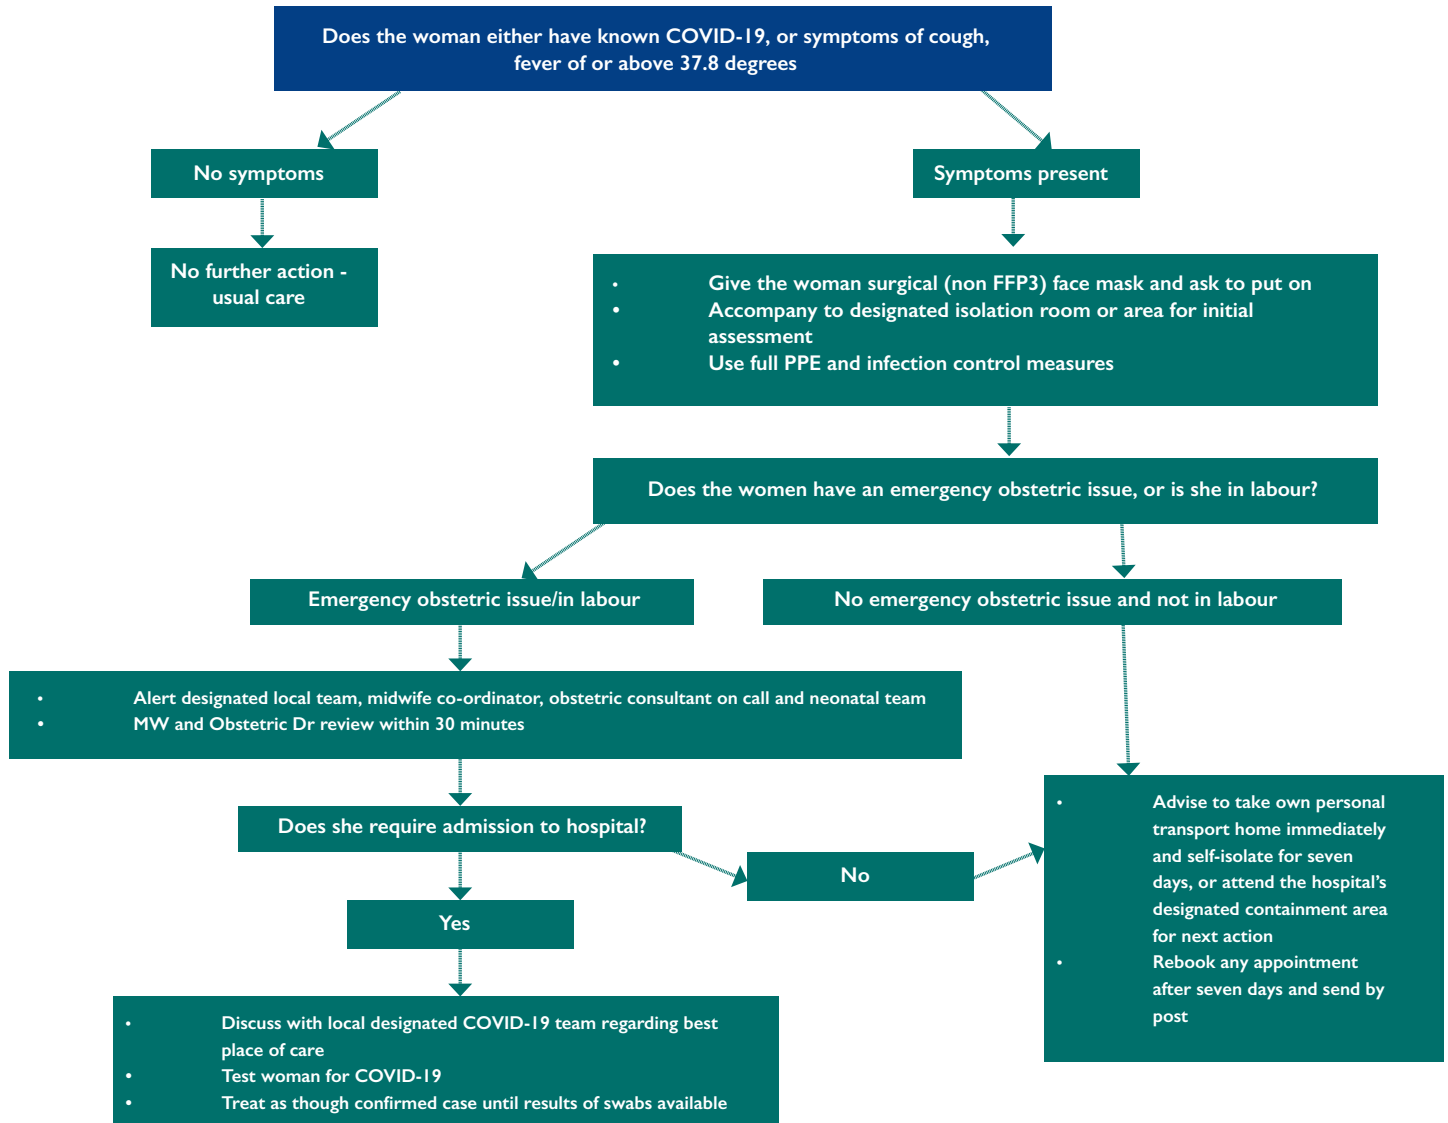 Does the woman either have known COVID-19, or symptoms of cough,
fever of or above 37.8 degrees
No symptoms
Symptoms present
No further action -
usual care
• Give the woman surgical (non FFP3) face mask and ask to put on
• Accompany to designated isolation room or area for initial
assessment
• Use full PPE and infection control measures
Does the women have an emergency obstetric issue, or is she in labour?
Emergency obstetric issue/in labour
No emergency obstetric issue and not in labour
• Alert designated local team, midwife co-ordinator, obstetric consultant on call and neonatal team
• MW and Obstetric Dr review within 30 minutes
Does she require admission to hospital?
No
Yes
• Advise to take own personal
transport home immediately
and self-isolate for seven
days, or attend the hospital's
designated containment area
for next action
• Rebook any appointment
after seven days and send by
post
• Discuss with local designated COVID-19 team regarding best
place of care
• Test woman for COVID-19
• Treat as though confirmed case until results of swabs available